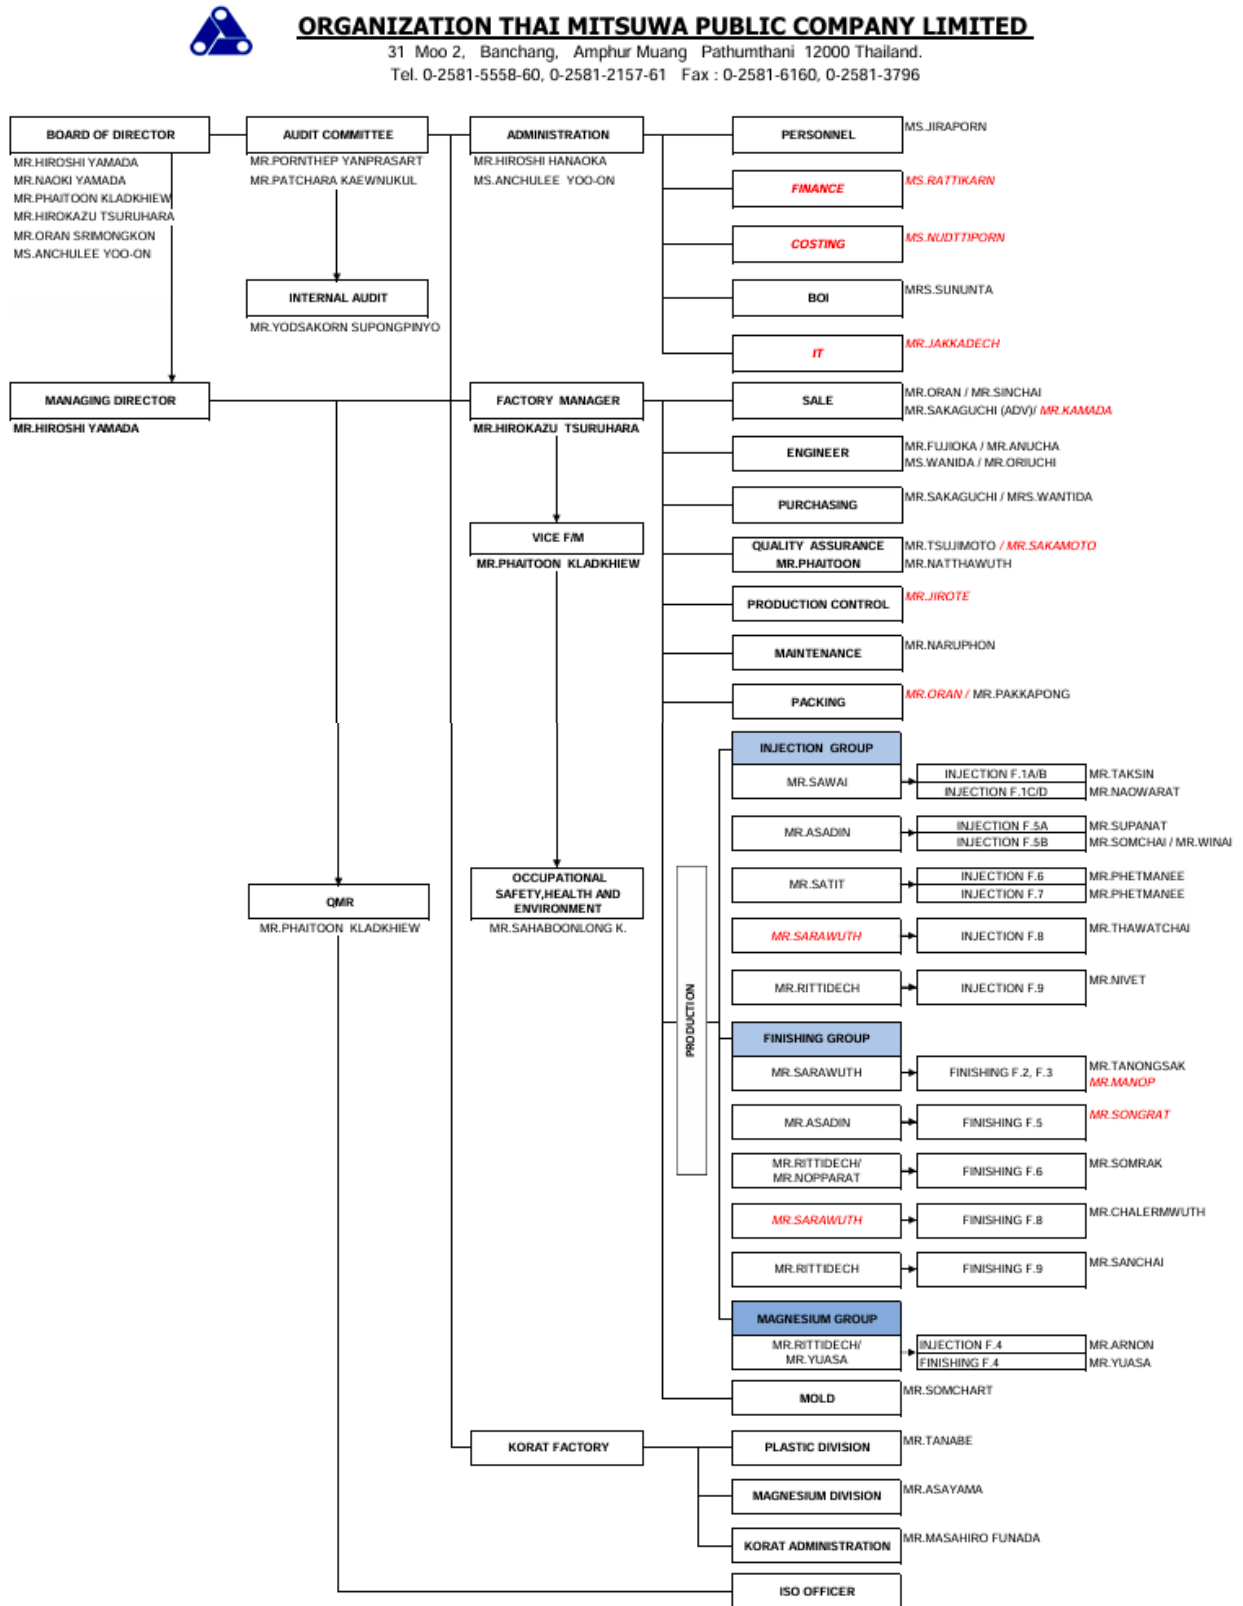 ORGANIZATION THAI MITSUWA PUBLIC COMPANY LIMITED
31 Moo 2, Banchang, Amphur Muang Pathumthani 12000 Thailand.
Tel. 0-2581-5558-60, 0-2581-2157-61 Fax : 0-2581-6160, 0-2581-3796
BOARD OF DIRECTOR
MR.HIROSHI YAMADA
MR.NAOKI YAMADA
MR.PHAITOON KLADKHIEW
MR.HIROKAZU TSURUHARA
MR.ORAN SRIMONGKON
MS.ANCHULEE YOO-ON
AUDIT COMMITTEE
MR.PORNTHEP YANPRASART
MR.PATCHARA KAEWNUKUL
INTERNAL AUDIT
MR.YODSAKORN SUPONGPINYO
ADMINISTRATION
MR.HIROSHI HANAOKA
MS.ANCHULEE YOO-ON
PERSONNEL
MS.JIRAPORN
FINANCE
MS.RATTIKARN
COSTING
MS.NUDTTIPORN
BOI
MRS.SUNUNTA
IT
MR.JAKKADECH
MANAGING DIRECTOR
MR.HIROSHI YAMADA
FACTORY MANAGER
MR.HIROKAZU TSURUHARA
VICE F/M
MR.PHAITOON KLADKHIEW
OCCUPATIONAL
SAFETY,HEALTH AND
ENVIRONMENT
MR.SAHABOONLONG K.
QMR
MR.PHAITOON KLADKHIEW
SALE
MR.ORAN / MR.SINCHAI
MR.SAKAGUCHI (ADV)/ MR.KAMADA
ENGINEER
MR.FUJIOKA / MR.ANUCHA
MS.WANIDA / MR.ORIUCHI
PURCHASING
MR.SAKAGUCHI / MRS.WANTIDA
QUALITY ASSURANCE
MR.PHAITOON
MR.TSUJIMOTO / MR.SAKAMOTO
MR.NATTHAWUTH
PRODUCTION CONTROL
MR.JIROTE
MAINTENANCE
MR.NARUPHON
PACKING
MR.ORAN / MR.PAKKAPONG
PRODUCTION
INJECTION GROUP
MR.SAWAI
INJECTION F.1A/B
MR.TAKSIN
INJECTION F.1C/D
MR.NAOWARAT
MR.ASADIN
INJECTION F.5A
MR.SUPANAT
INJECTION F.5B
MR.SOMCHAI / MR.WINAI
MR.SATIT
INJECTION F.6
MR.PHETMANEE
INJECTION F.7
MR.PHETMANEE
MR.SARAWUTH
INJECTION F.8
MR.THAWATCHAI
MR.RITTIDECH
INJECTION F.9
MR.NIVET
FINISHING GROUP
MR.SARAWUTH
FINISHING F.2, F.3
MR.TANONGSAK
MR.MANOP
MR.ASADIN
FINISHING F.5
MR.SONGRAT
MR.RITTIDECH/
MR.NOPPARAT
FINISHING F.6
MR.SOMRAK
MR.SARAWUTH
FINISHING F.8
MR.CHALERMWUTH
MR.RITTIDECH
FINISHING F.9
MR.SANCHAI
MAGNESIUM GROUP
MR.RITTIDECH/
MR.YUASA
INJECTION F.4
MR.ARNON
FINISHING F.4
MR.YUASA
MOLD
MR.SOMCHART
KORAT FACTORY
PLASTIC DIVISION
MR.TANABE
MAGNESIUM DIVISION
MR.ASAYAMA
KORAT ADMINISTRATION
MR.MASAHIRO FUNADA
ISO OFFICER